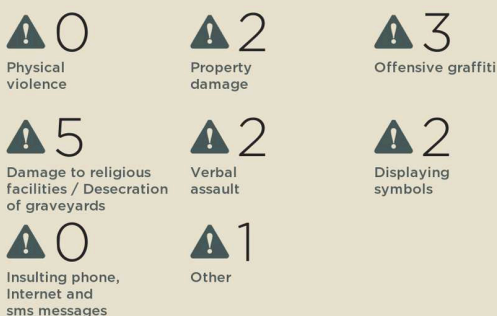 0
Physical
violence
2
Property
damage
3
Offensive graffiti
5
Damage to religious
facilities / Desecration
of graveyards
2
Verbal
assault
2
Displaying
symbols
0
Insulting phone,
Internet and
sms messages
1
Other